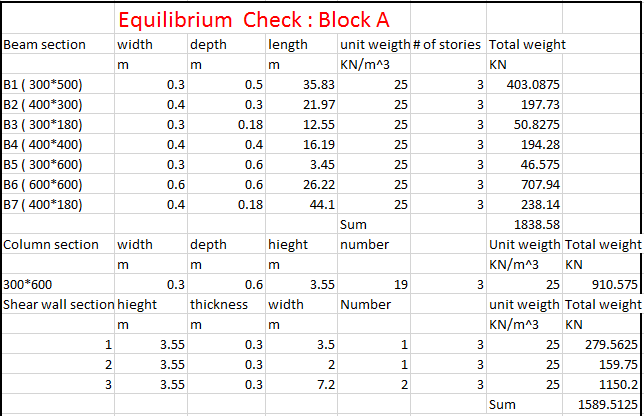 Equilibrium Check : Block A
Beam section width depth length unit weigth # of stories Total weight
m m m KN/m^3 KN
B1 ( 300*500) 0.3 0.5 35.83 25 3 403.0875
B2 ( 400*300) 0.4 0.3 21.97 25 3 197.73
B3 ( 300*180) 0.3 0.18 12.55 25 3 50.8275
B4 ( 400*400) 0.4 0.4 16.19 25 3 194.28
B5 ( 300*600) 0.3 0.6 3.45 25 3 46.575
B6 ( 600*600) 0.6 0.6 26.22 25 3 707.94
B7 ( 400*180) 0.4 0.18 44.1 25 3 238.14
Sum 1838.58
Column section width depth hieght number Unit weigth Total weight
m m m KN/m^3 KN
300*600 0.3 0.6 3.55 19 3 25 910.575
Shear wall section hieght thickness width Number unit weigth Total weight
m m m KN/m^3 KN
1 3.55 0.3 3.5 1 3 25 279.5625
2 3.55 0.3 2 1 3 25 159.75
3 3.55 0.3 7.2 2 3 25 1150.2
Sum 1589.5125